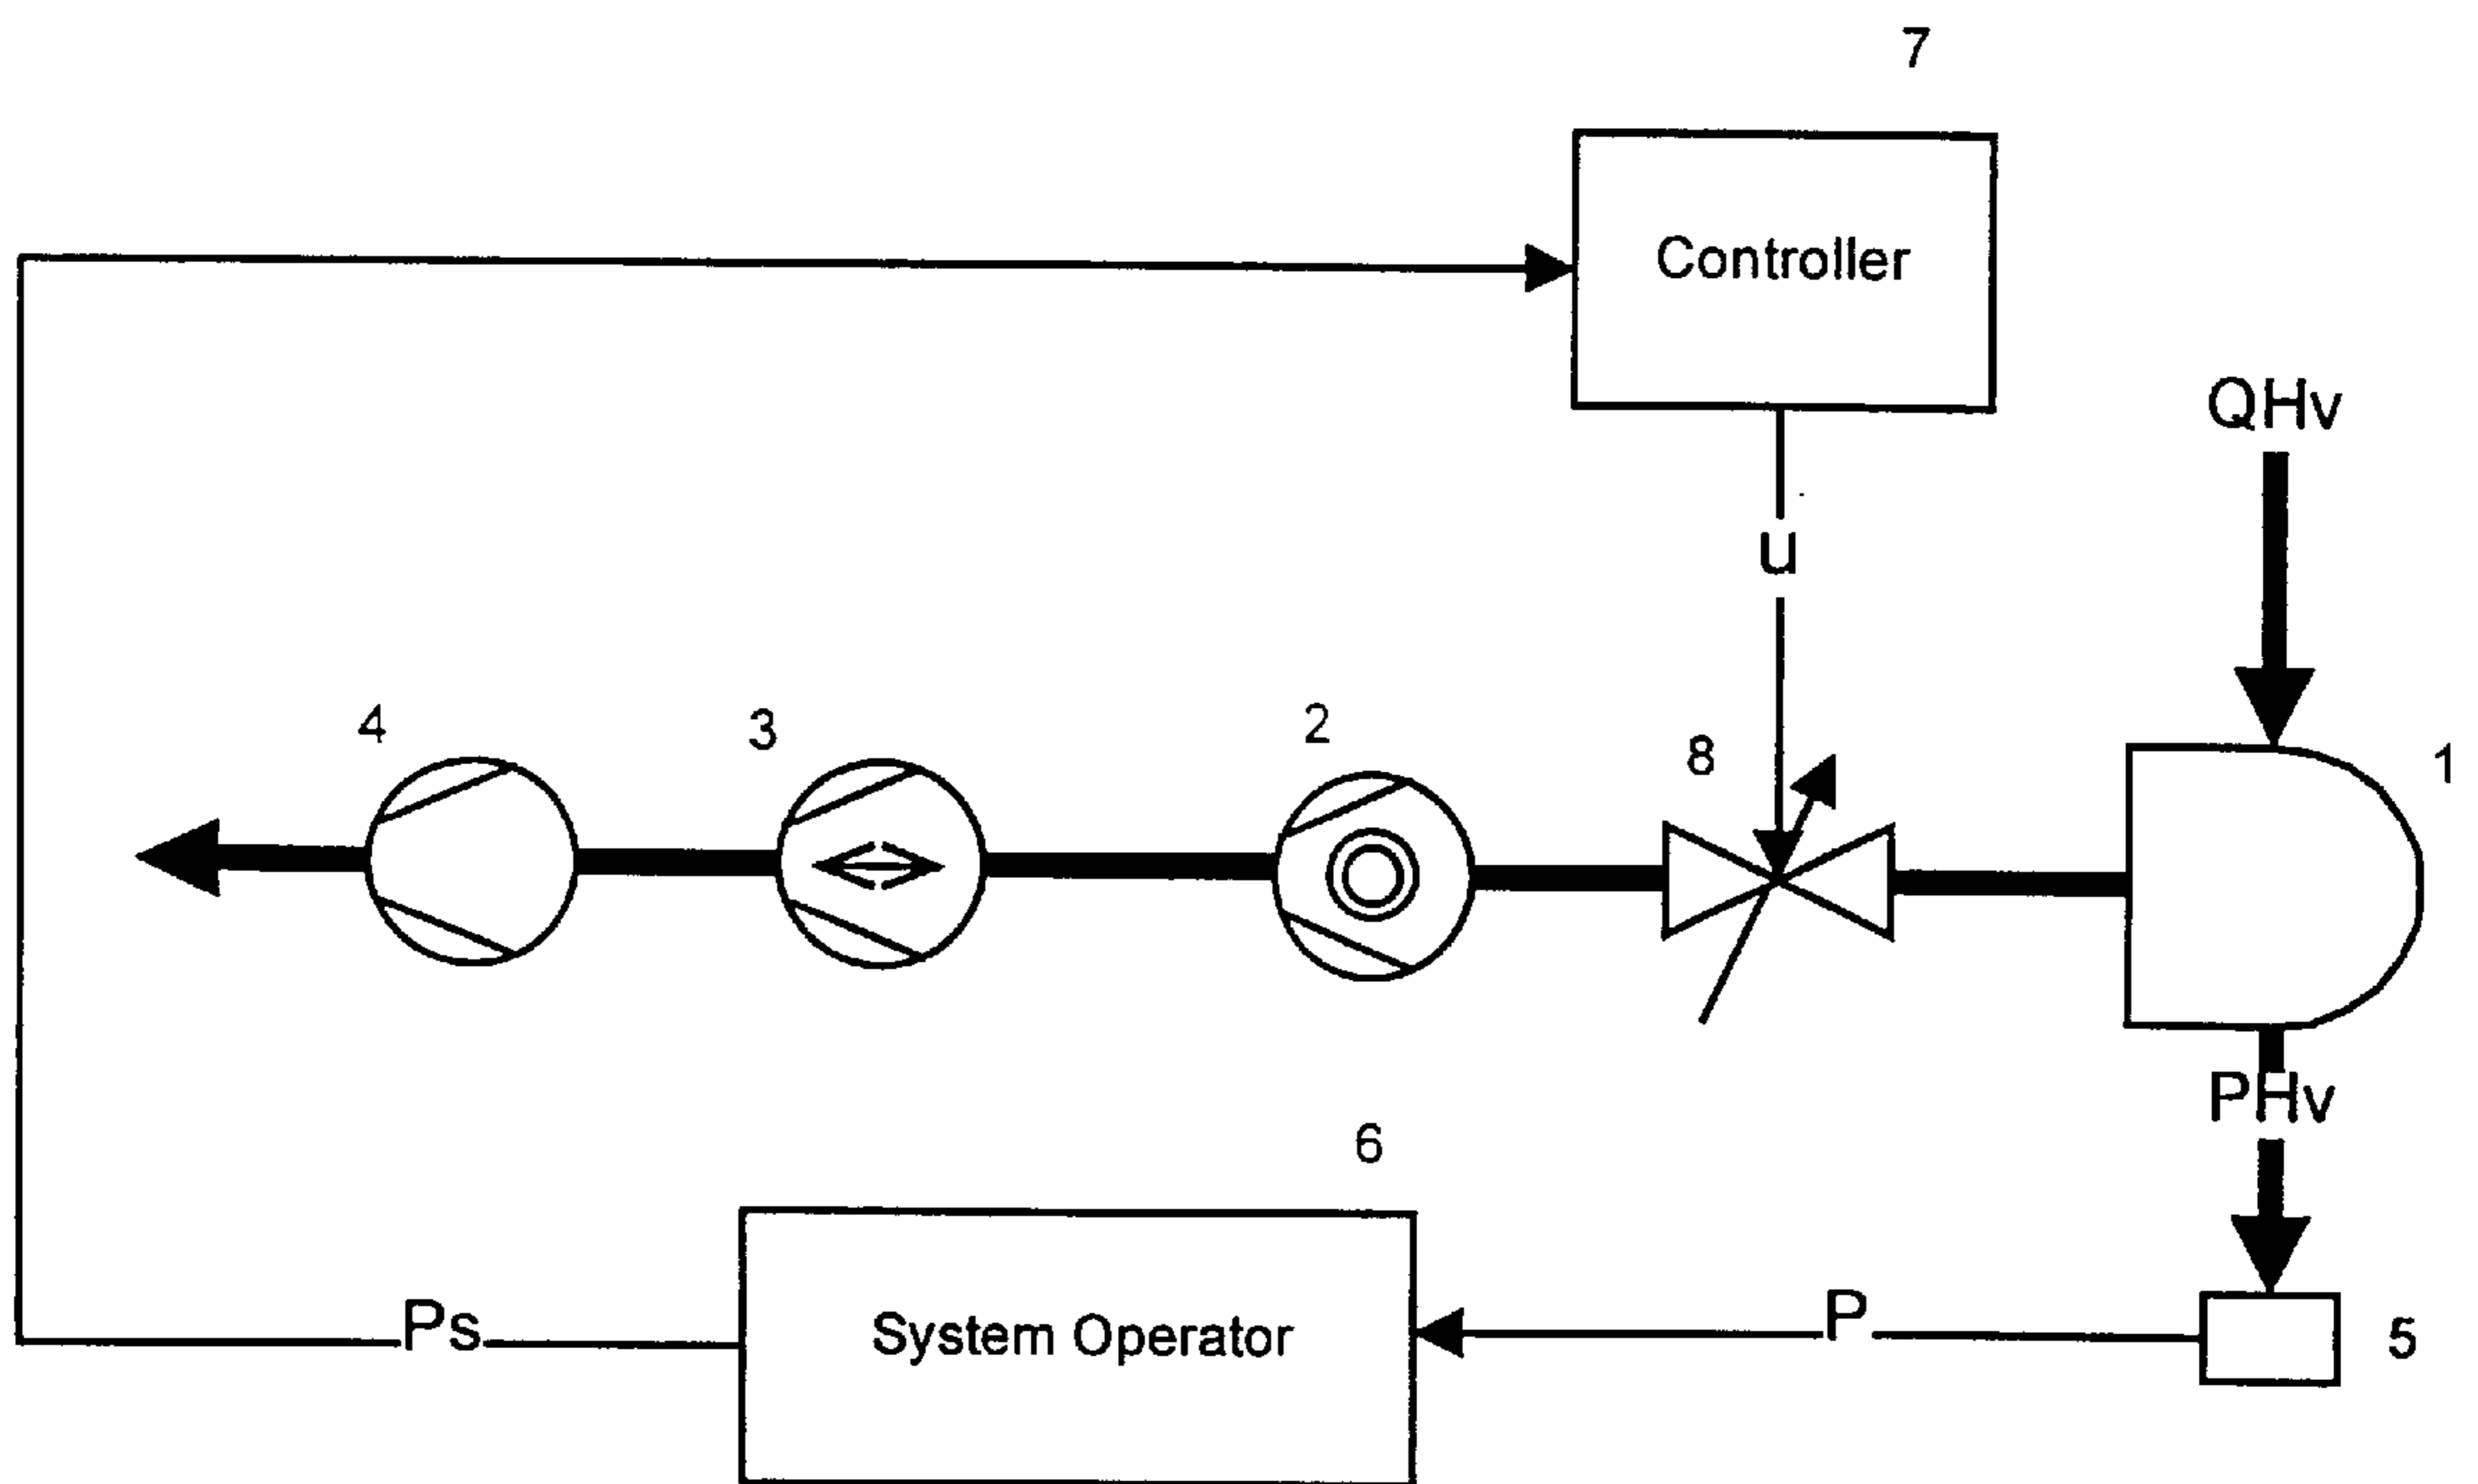 7
Controller
QHv
u
4
3
2
8
1
PHv
6
Ps
System Operator
P
5